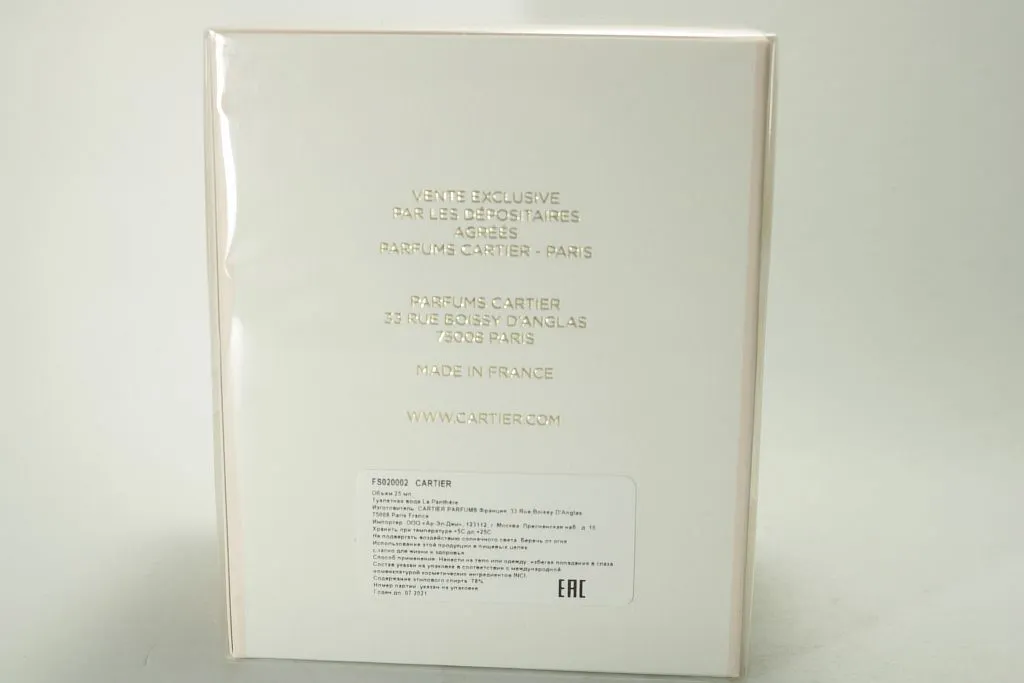 VENTE EXCLUSIVE
PAR LES DÉPOSITAIRES
AGRÉÉS
PARFUMS CARTIER - PARIS
PARFUMS CARTIER
33 RUE BOISSY D'ANGLAS
75008 PARIS
MADE IN FRANCE
WWW.CARTIER.COM
FS020002 CARTIER
Объем 25 мл
Туалетная вода La Panthère
Изготовитель: CARTIER PARFUMS Франция, 33 Rue Boissy D'Anglas
75008 Paris France
Импортер: ООО «Ар-Эл-Джи», 123112, г. Москва, Пресненская наб., д. 10
Хранить при температуре +5С до +25С
Не подвергать воздействию солнечного света. Беречь от огня
Использование этой продукции в пищевых целях
опасно для жизни и здоровья
Способ применения: Нанести на тело или одежду, избегая попадания в глаза
Состав указан на упаковке в соответствии с международной
номенклатурой косметических ингредиентов INCI
Содержание этилового спирта: 78%
Номер партии: указан на упаковке
Годен до: 07.2021
EAC